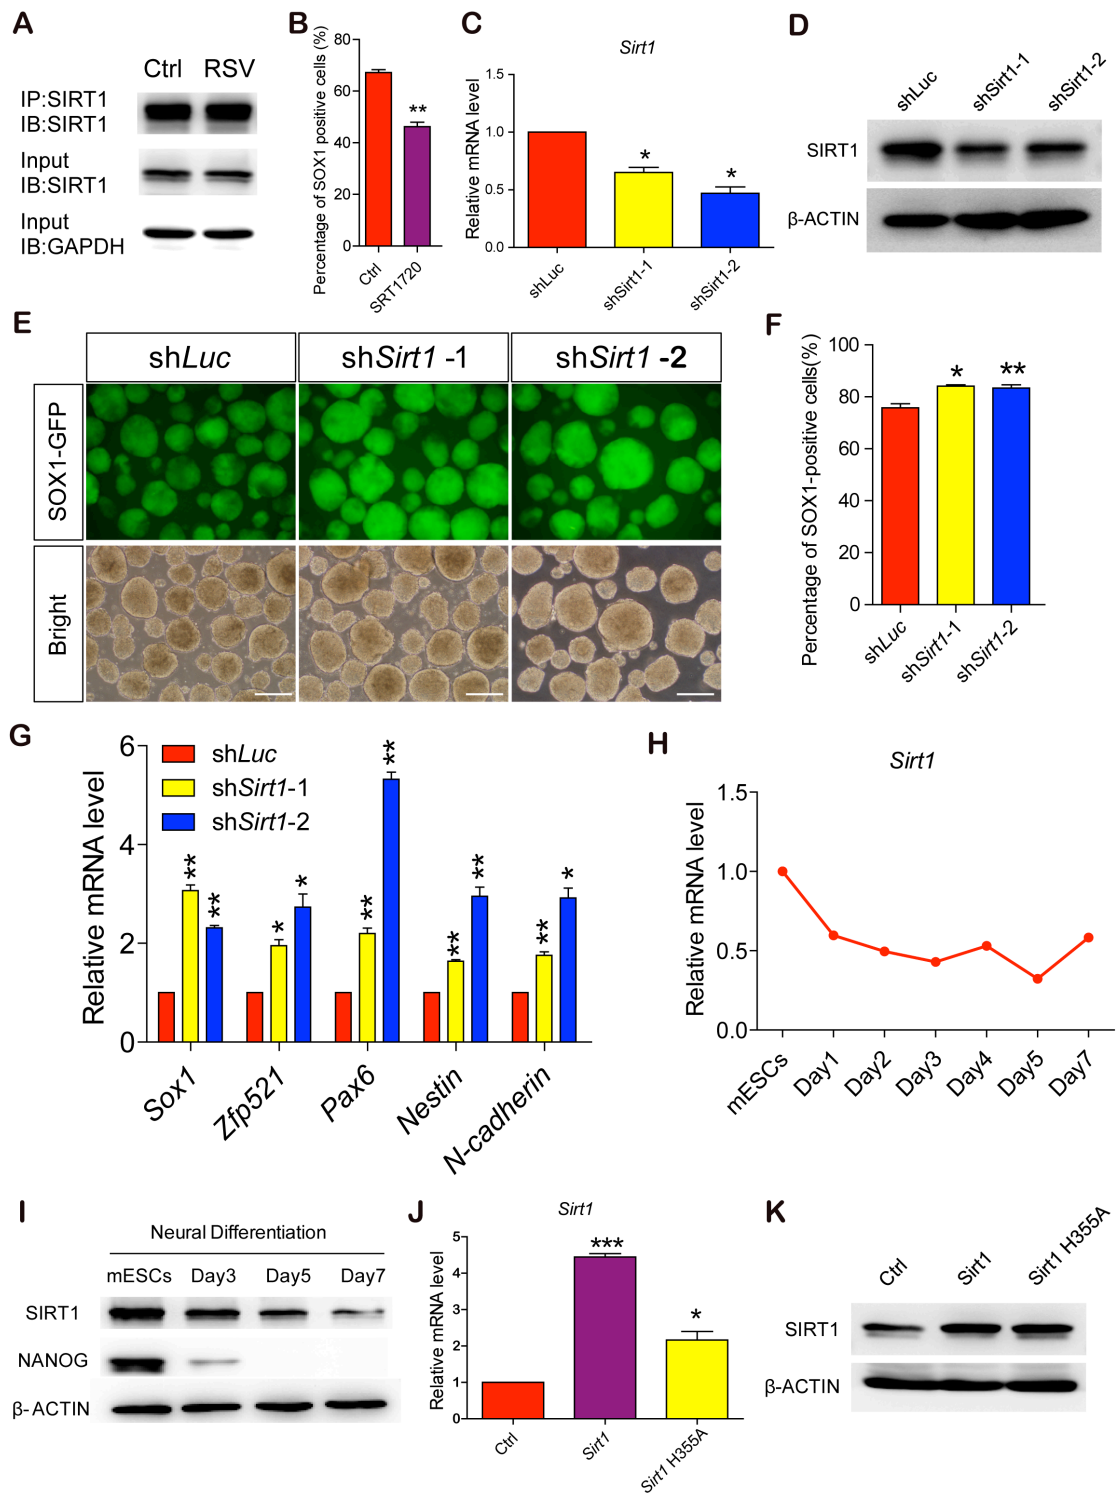 A
Ctrl RSV
IP:SIRT1
IB:SIRT1
Input
IB:SIRT1
Input
IB:GAPDH
B
Percentage of SOX1 positive cells (%)
80
60
40
20
0
**
Ctrl
SRT1720
C
Sirt1
Relative mRNA level
1.5
1.0
0.5
0.0
*
*
shLuc
shSirt1-1
shSirt1-2
D
shLuc
shSirt1-1
shSirt1-2
SIRT1
β-ACTIN
E
shLuc
shSirt1 -1
shSirt1 -2
SOX1-GFP
Bright
F
Percentage of SOX1-positive cells(%)
100
80
60
40
20
0
*
**
shLuc
shSirt1-1
shSirt1-2
G
Relative mRNA level
6
4
2
0
shLuc
shSirt1-1
shSirt1-2
**
**
*
*
**
**
**
**
**
*
Sox1
Zfp521
Pax6
Nestin
N-cadherin
H
Sirt1
Relative mRNA level
1.5
1.0
0.5
0.0
mESCs
Day1
Day2
Day3
Day4
Day5
Day7
I
Neural Differentiation
mESCs Day3 Day5 Day7
SIRT1
NANOG
β-ACTIN
J
Sirt1
Relative mRNA level
5
4
3
2
1
0
***
*
Ctrl
Sirt1
Sirt1 H355A
K
Ctrl
Sirt1
Sirt1 H355A
SIRT1
β-ACTIN